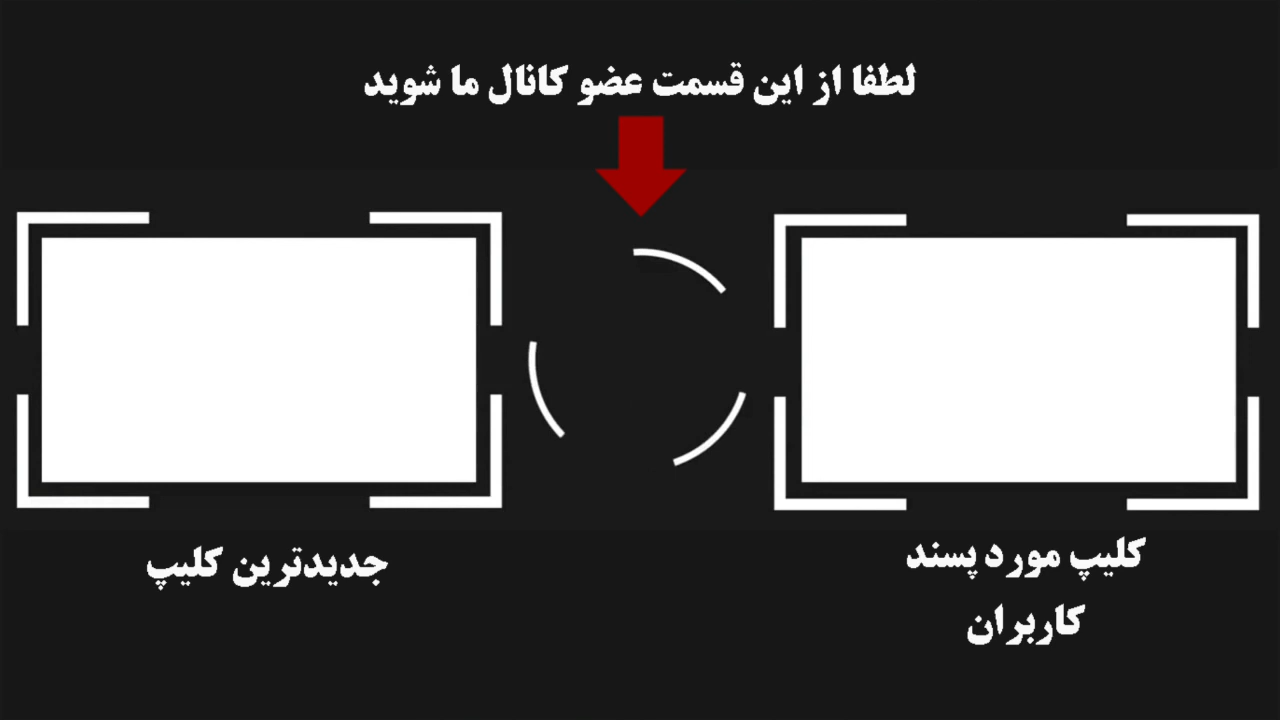 لطفا از این قسمت عضو کانال ما شوید
کلیپ مورد پسند
کاربران
جدیدترین کلیپ